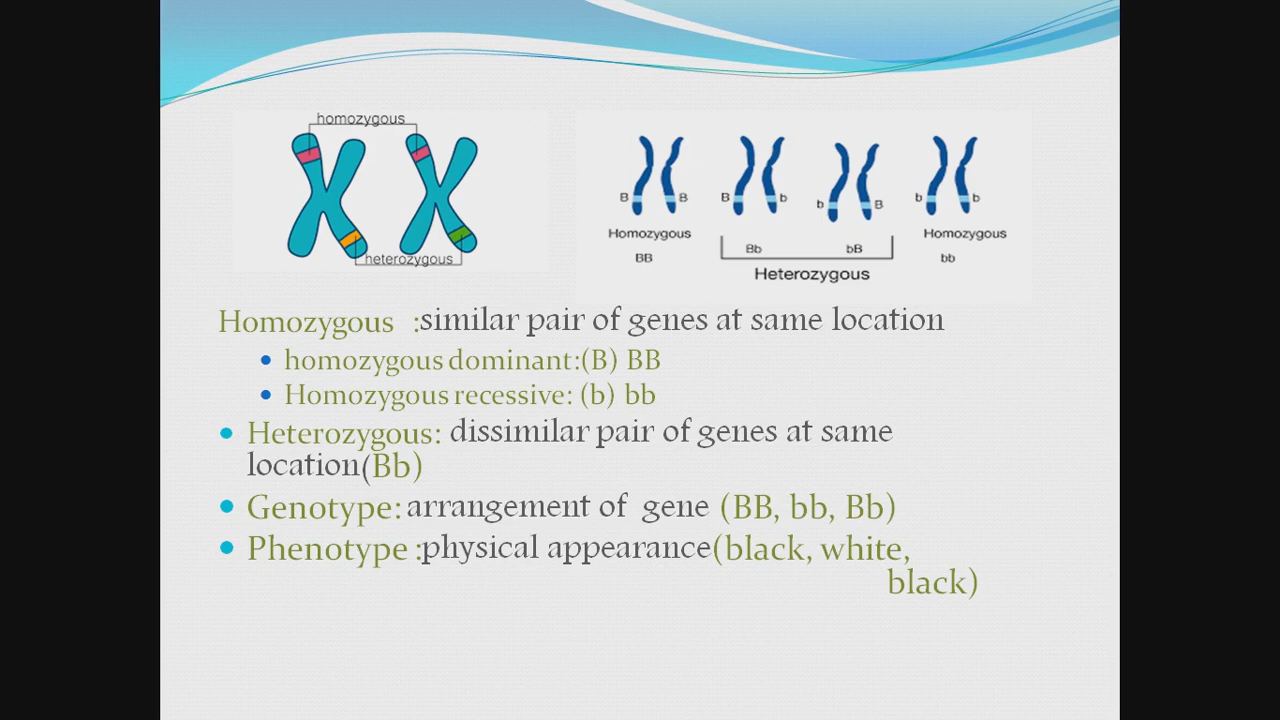 homozygous
heterozygous
B B B b b B b b
Homozygous Bb bB Homozygous
BB Heterozygous bb
Homozygous :similar pair of genes at same location
homozygous dominant:(B) BB
Homozygous recessive: (b) bb
Heterozygous: dissimilar pair of genes at same
location(Bb)
Genotype: arrangement of gene (BB, bb, Bb)
Phenotype :physical appearance(black, white,
black)